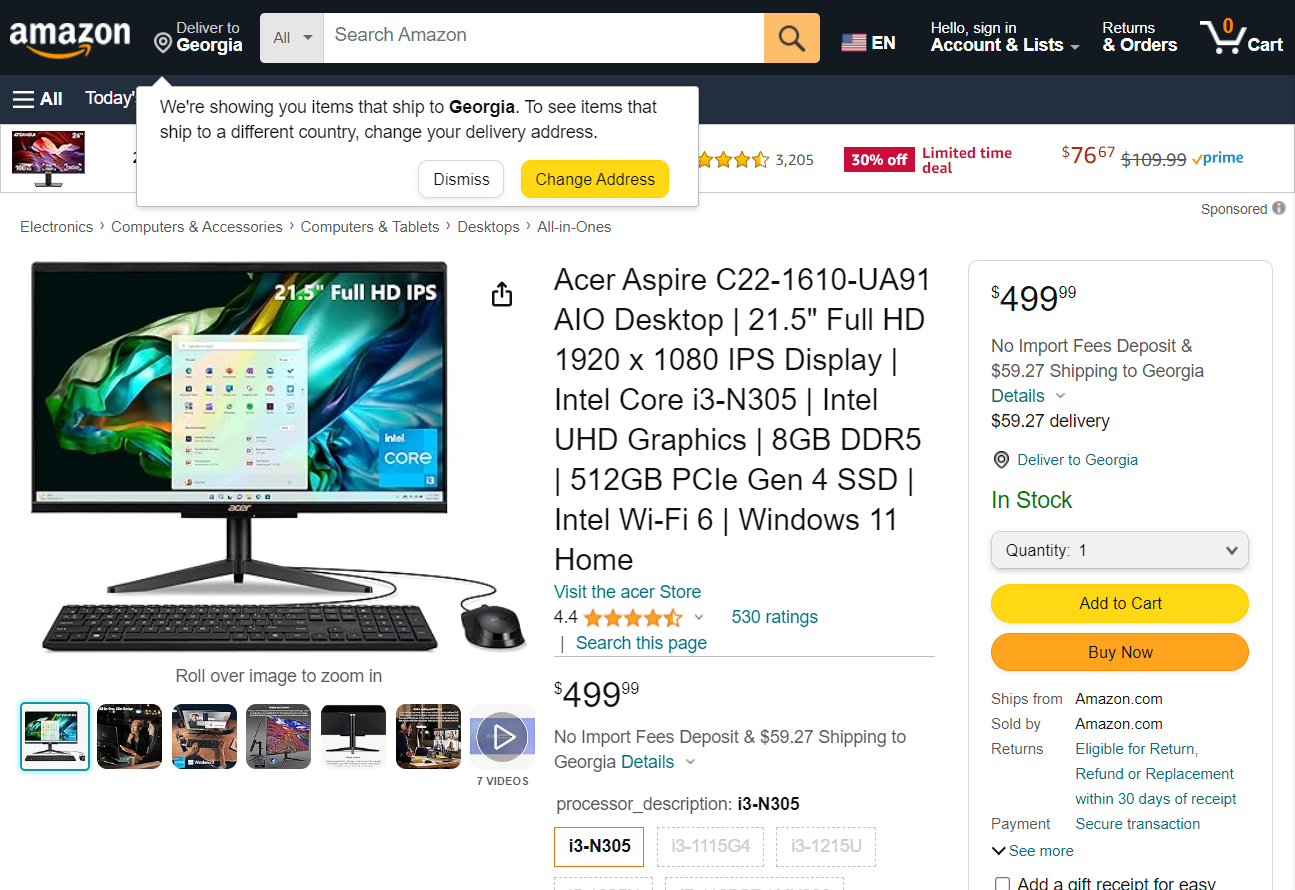 amazon
Deliver to
Georgia
All
Search Amazon
EN
Hello, sign in
Account & Lists
Returns
& Orders
0
Cart
All
Today'
We're showing you items that ship to Georgia. To see items that
ship to a different country, change your delivery address.
Dismiss
Change Address
24"
100%
3,205
30% off
Limited time
deal
$76 67
$109.99
prime
Sponsored
Electronics › Computers & Accessories › Computers & Tablets › Desktops › All-in-Ones
21.5" Full HD IPS
intel
CORE
i3
acer
Roll over image to zoom in
7 VIDEOS
Acer Aspire C22-1610-UA91
AIO Desktop | 21.5" Full HD
1920 x 1080 IPS Display |
Intel Core i3-N305 | Intel
UHD Graphics | 8GB DDR5
| 512GB PCIe Gen 4 SSD |
Intel Wi-Fi 6 | Windows 11
Home
Visit the acer Store
4.4
530 ratings
| Search this page
$499 99
No Import Fees Deposit & $59.27 Shipping to
Georgia Details
processor_description: i3-N305
i3-N305
i3-1115G4
i3-1215U
$499 99
No Import Fees Deposit &
$59.27 Shipping to Georgia
Details
$59.27 delivery
Deliver to Georgia
In Stock
Quantity: 1
Add to Cart
Buy Now
Ships from Amazon.com
Sold by Amazon.com
Returns Eligible for Return,
Refund or Replacement
within 30 days of receipt
Payment Secure transaction
See more
Add a gift receipt for easy